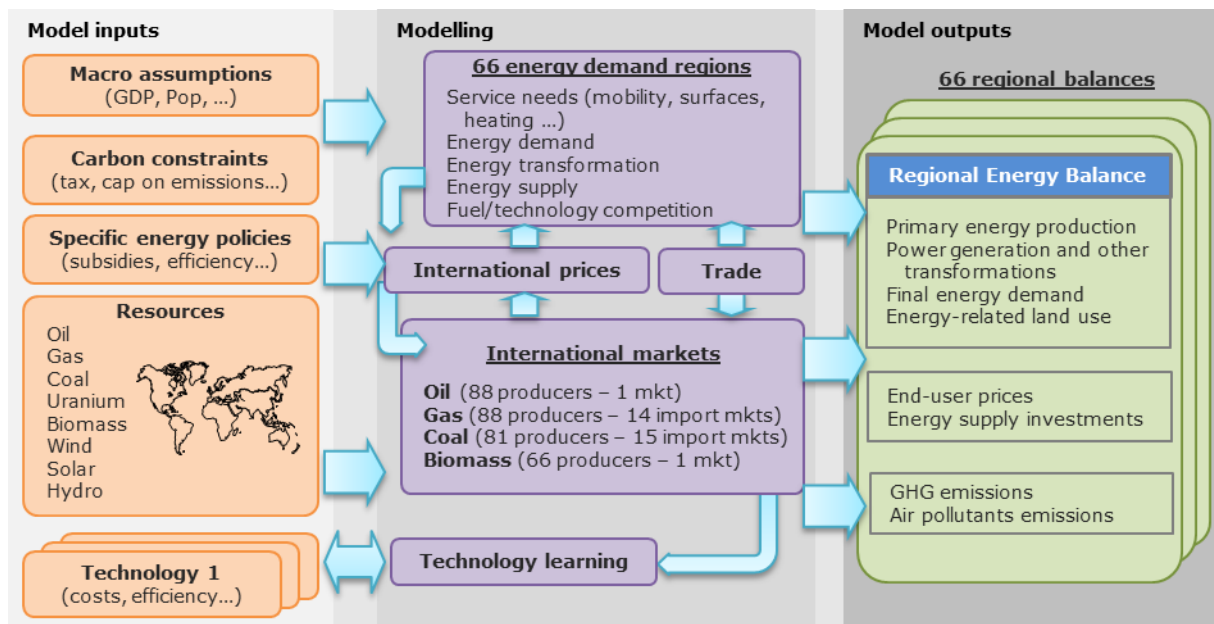 Model inputs
Macro assumptions
(GDP, Pop, ...)
Carbon constraints
(tax, cap on emissions...)
Specific energy policies
(subsidies, efficiency...)
Resources
Oil
Gas
Coal
Uranium
Biomass
Wind
Solar
Hydro
Technology 1
(costs, efficiency...)
Modelling
66 energy demand regions
Service needs (mobility, surfaces,
heating ...)
Energy demand
Energy transformation
Energy supply
Fuel/technology competition
International prices
Trade
International markets
Oil (88 producers – 1 mkt)
Gas (88 producers – 14 import mkts)
Coal (81 producers – 15 import mkts)
Biomass (66 producers – 1 mkt)
Technology learning
Model outputs
66 regional balances
Regional Energy Balance
Primary energy production
Power generation and other
transformations
Final energy demand
Energy-related land use
End-user prices
Energy supply investments
GHG emissions
Air pollutants emissions